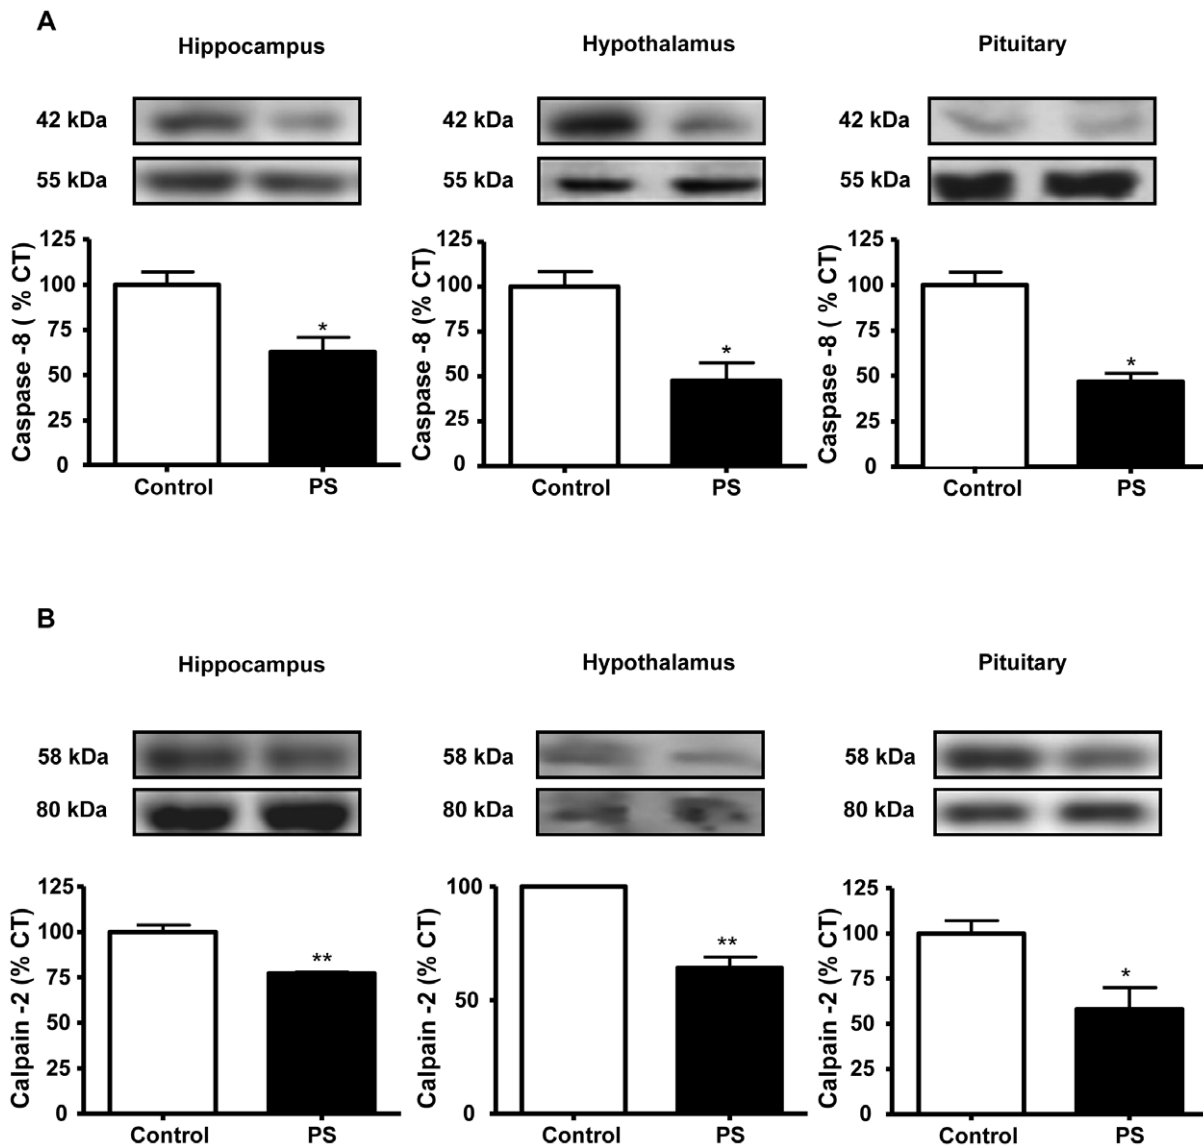 A
Hippocampus
Hypothalamus
Pituitary
42 kDa
42 kDa
42 kDa
55 kDa
55 kDa
55 kDa
Caspase -8 ( % CT)
125
100
75
50
25
0
*
Control
PS
Caspase -8 (% CT)
125
100
75
50
25
0
*
Control
PS
Caspase -8 ( % CT)
125
100
75
50
25
0
*
Control
PS
B
Hippocampus
Hypothalamus
Pituitary
58 kDa
58 kDa
58 kDa
80 kDa
80 kDa
80 kDa
Calpain -2 (% CT)
125
100
75
50
25
0
**
Control
PS
Calpain -2 (% CT)
100
50
0
**
Control
PS
Calpain -2 (% CT)
125
100
75
50
25
0
*
Control
PS